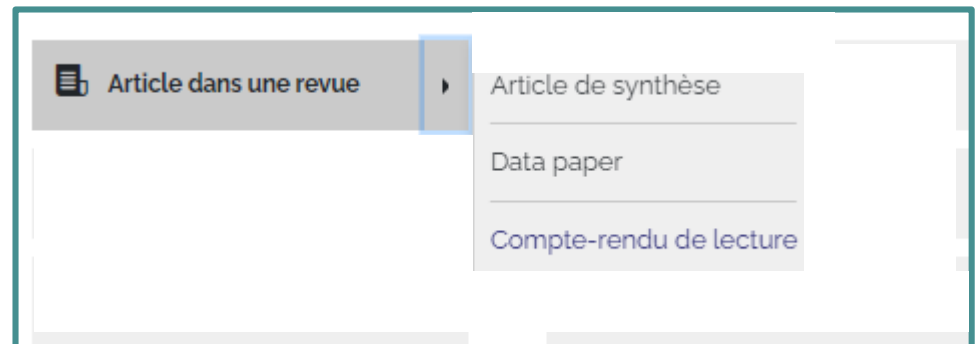 Article dans une revue
Article de synthèse
Data paper
Compte-rendu de lecture